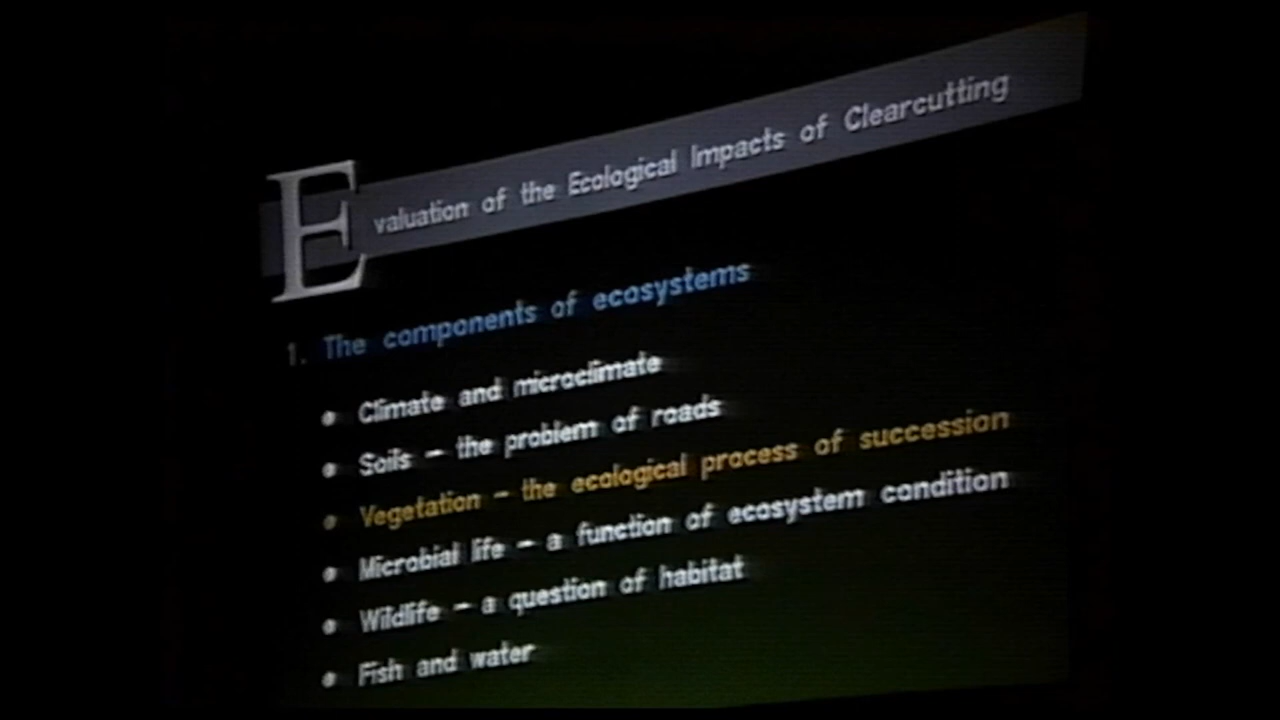 Evaluation of the Ecological Impacts of Clearcutting
1. The components of ecosystems
• Climate and microclimate
• Soils – the problem of roads
• Vegetation – the ecological process of succession
• Microbial life – a function of ecosystem condition
• Wildlife – a question of habitat
• Fish and water